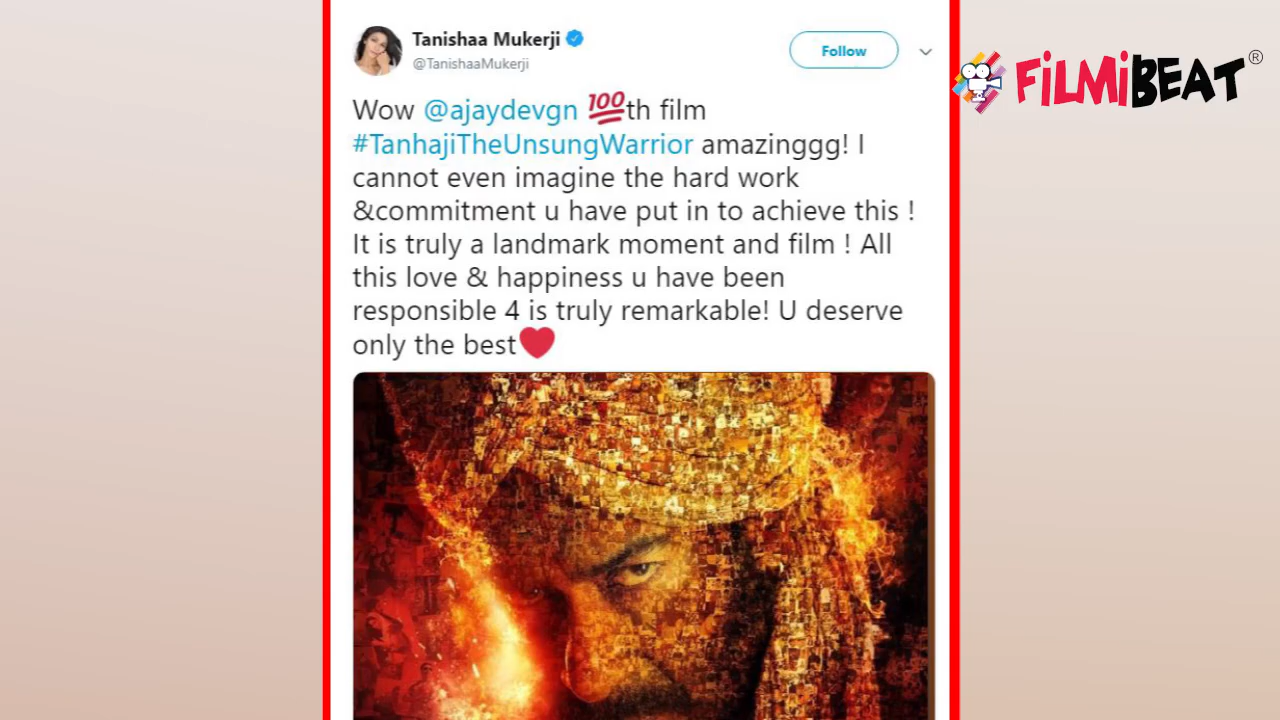 Tanishaa Mukerji
@TanishaaMukerji
Follow
FiLMiBEAT®
Wow @ajaydevgn 💯th film
#TanhajiTheUnsungWarrior amazinggg! I
cannot even imagine the hard work
&commitment u have put in to achieve this !
It is truly a landmark moment and film ! All
this love & happiness u have been
responsible 4 is truly remarkable! U deserve
only the best❤